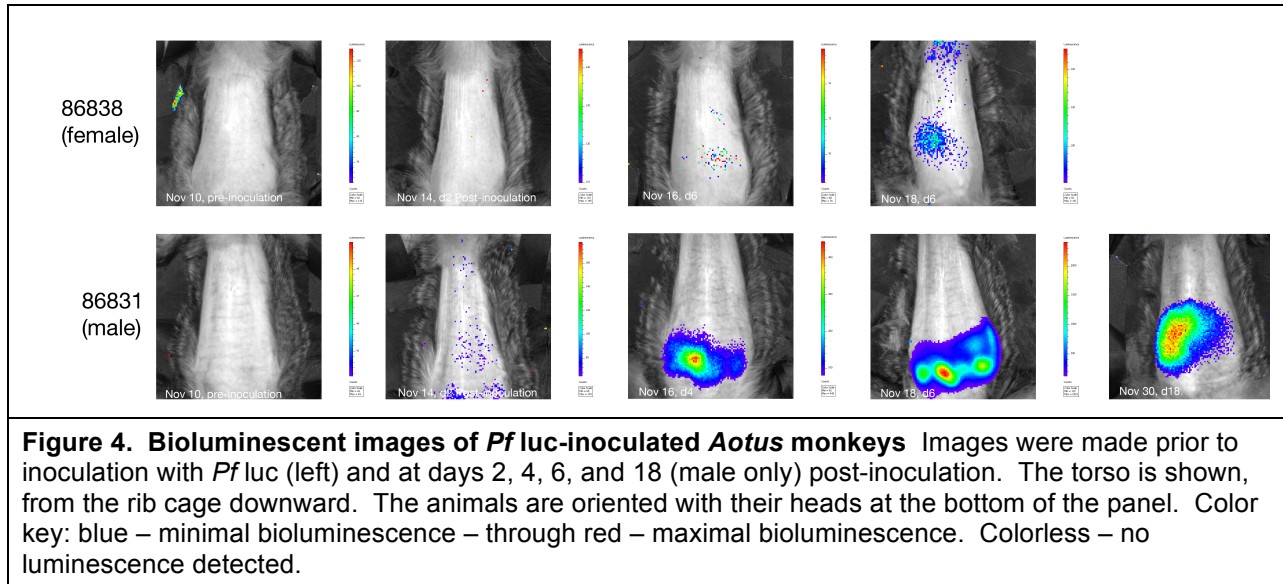 86838
(female)
Nov 10, pre-inoculation
Nov 14, d2 Post-inoculation
Nov 16, d6
Nov 18, d6
86831
(male)
Nov 10, pre-inoculation
Nov 14, d2 Post-inoculation
Nov 16, d4
Nov 18, d6
Nov 30, d18.
Figure 4. Bioluminescent images of Pf luc-inoculated Aotus monkeys Images were made prior to
inoculation with Pf luc (left) and at days 2, 4, 6, and 18 (male only) post-inoculation. The torso is shown,
from the rib cage downward. The animals are oriented with their heads at the bottom of the panel. Color
key: blue – minimal bioluminescence – through red – maximal bioluminescence. Colorless – no
luminescence detected.